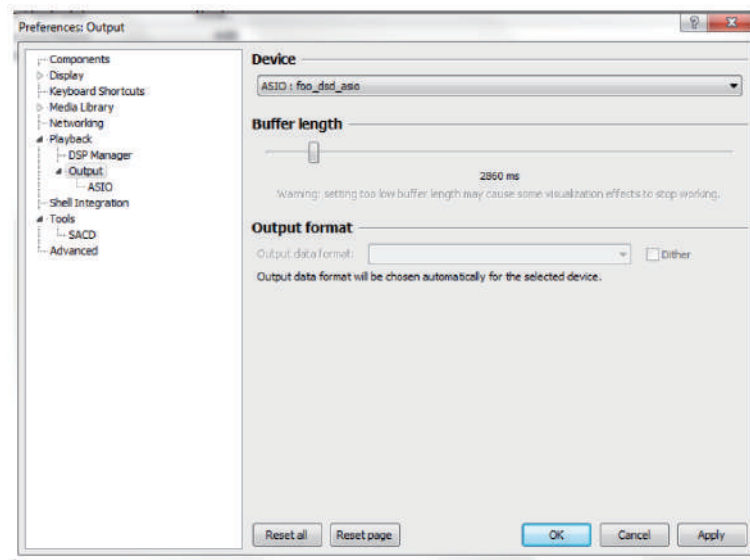 Preferences: Output
Components
Display
Keyboard Shortcuts
Media Library
Networking
Playback
DSP Manager
Output
ASIO
Shell Integration
Tools
SACD
Advanced
Device
ASIO : foo_dsd_asio
Buffer length
2860 ms
Warning: setting too low buffer length may cause some visualization effects to stop working.
Output format
Output data format:
Dither
Output data format will be chosen automatically for the selected device.
Reset all
Reset page
OK
Cancel
Apply